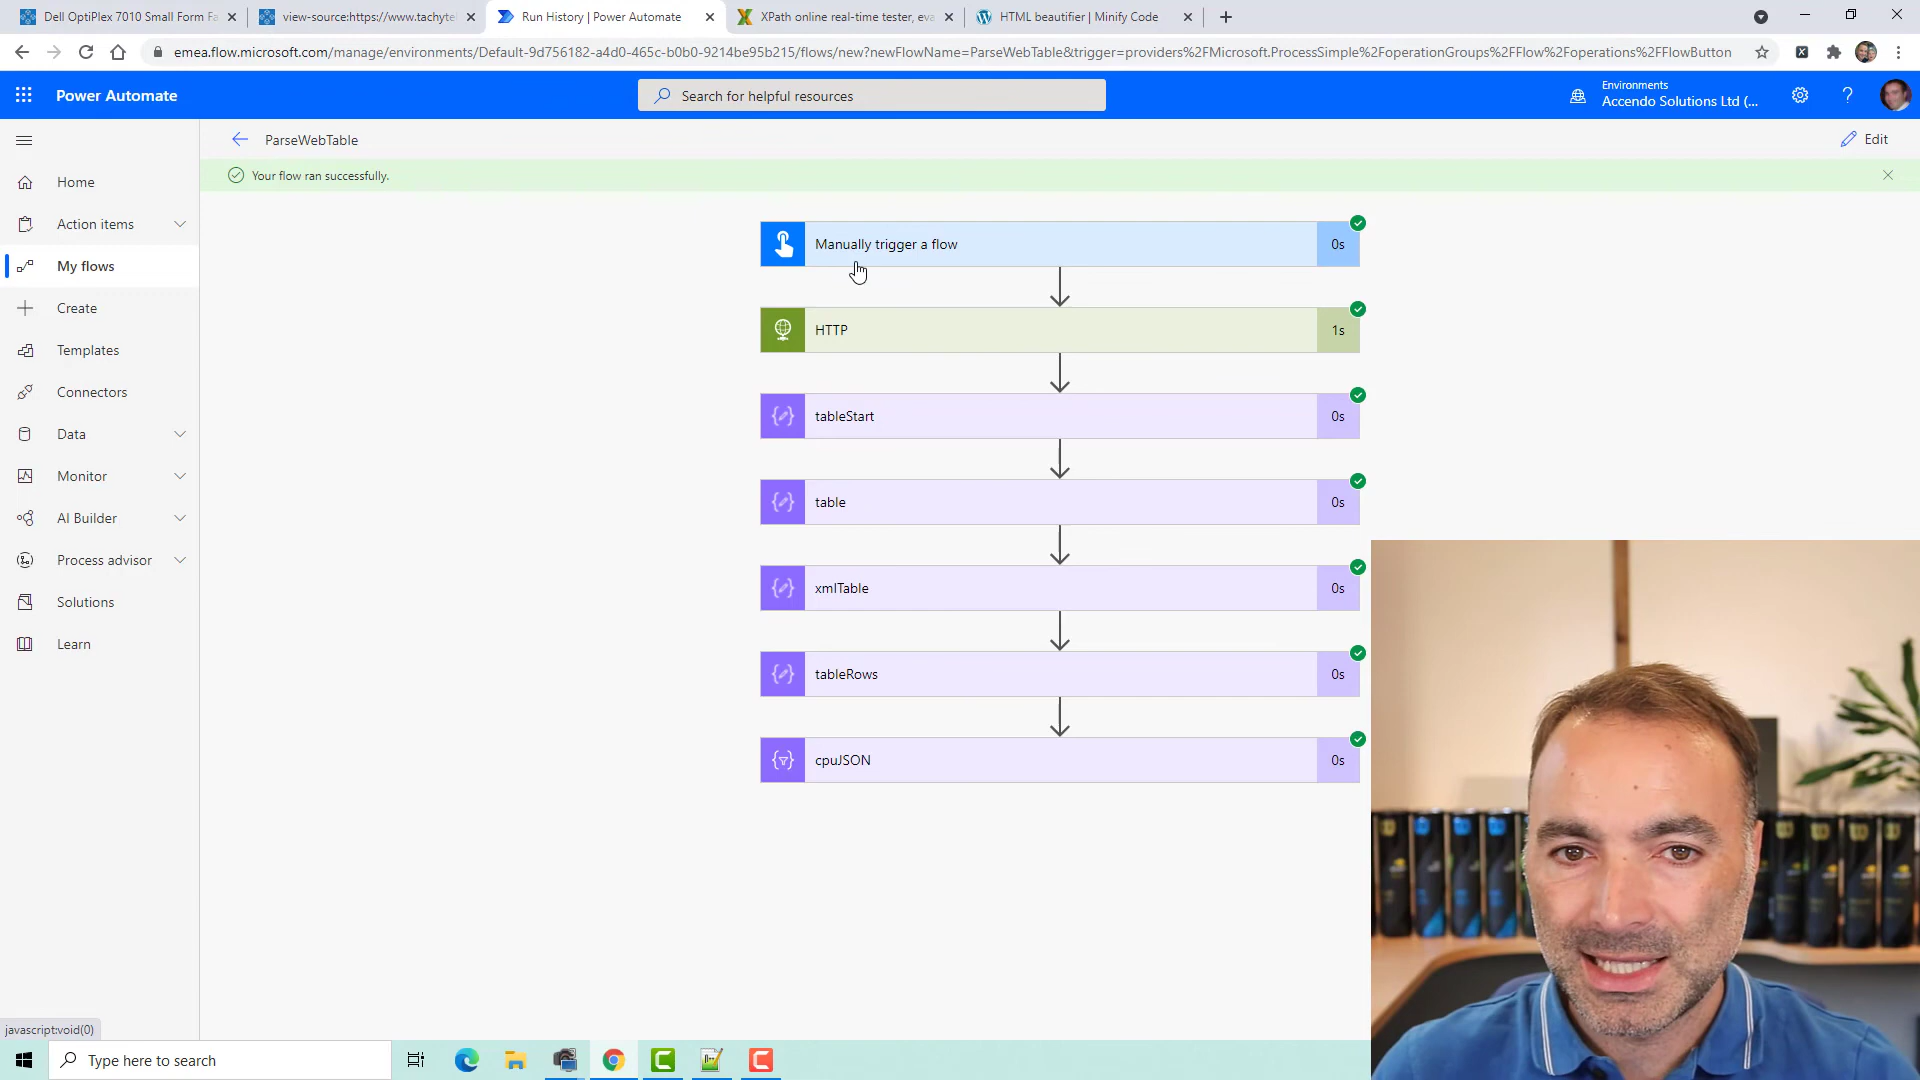 Dell OptiPlex 7010 Small Form Fa
view-source:https://www.tachytel
Run History | Power Automate
XPath online real-time tester, eva
HTML beautifier | Minify Code
emea.flow.microsoft.com/manage/environments/Default-9d756182-a4d0-465c-b0b0-9214be95b215/flows/new?newFlowName=ParseWebTable&trigger=providers%2FMicrosoft.ProcessSimple%2FoperationGroups%2FFlow%2Foperations%2FFlowButton
Power Automate
Search for helpful resources
Environments
Accendo Solutions Ltd (...
ParseWebTable
Edit
Your flow ran successfully.
Home
Action items
My flows
Create
Templates
Connectors
Data
Monitor
AI Builder
Process advisor
Solutions
Learn
Manually trigger a flow
0s
HTTP
1s
tableStart
0s
table
0s
xmlTable
0s
tableRows
0s
cpuJSON
0s
javascript:void(0)
Type here to search